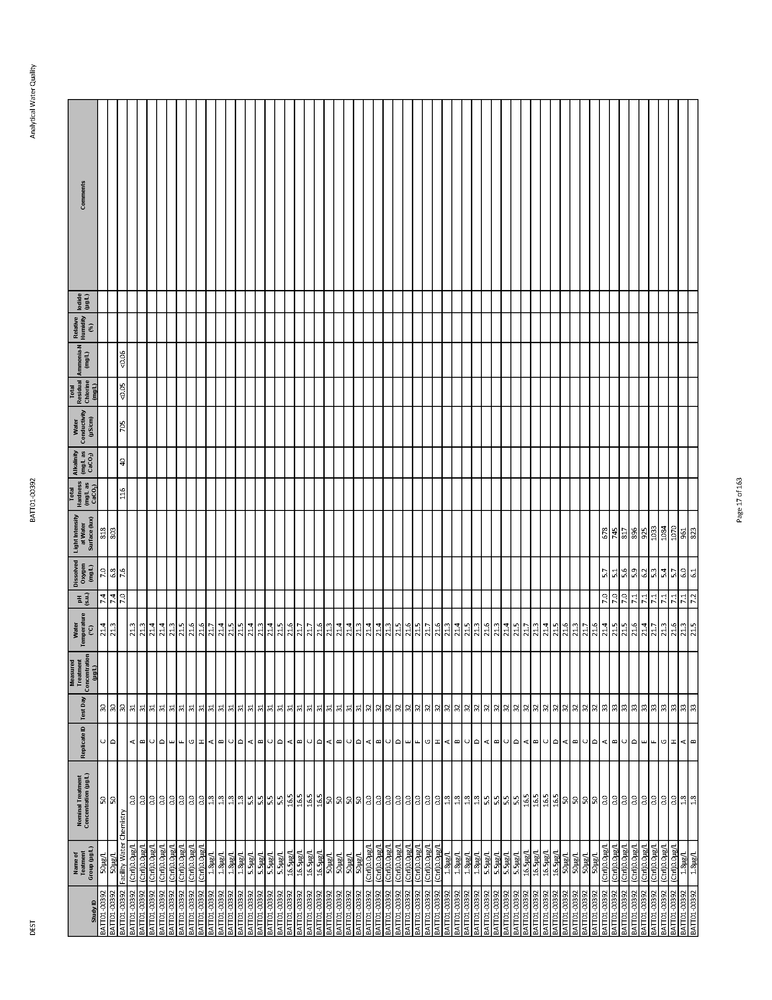 DEST BATT01-00392 Analytical Water Quality
Study ID Name of Teatment Group (µg/L) Nominal Treatment Concentration (µg/L) Replicate ID Test Day Measured Treatment Concentration (µg/L) Water Temperature (°C) pH (s.u.) Dissolved Oxygen (mg/L) Light Intensity at Water Surface (lux) Total Hardness (mg/L as CaCO₃) Alkalinity (mg/L as CaCO₃) Water Conductivity (µS/cm) Total Residual Chlorine (mg/L) Ammonia-N (mg/L) Relative Humidity (%) Iodide (µg/L) Comments
BATT01-00392 50µg/L 50 C 30 21.4 7.4 7.0 818
BATT01-00392 50µg/L 50 D 30 21.3 7.4 6.8 803
BATT01-00392 Facility Water Chemistry 30 7.0 7.6 116 40 705 <0.05 <0.06
BATT01-00392 (Ctrl)0.0µg/L 0.0 A 31 21.3
BATT01-00392 (Ctrl)0.0µg/L 0.0 B 31 21.3
BATT01-00392 (Ctrl)0.0µg/L 0.0 C 31 21.4
BATT01-00392 (Ctrl)0.0µg/L 0.0 D 31 21.4
BATT01-00392 (Ctrl)0.0µg/L 0.0 E 31 21.3
BATT01-00392 (Ctrl)0.0µg/L 0.0 F 31 21.5
BATT01-00392 (Ctrl)0.0µg/L 0.0 G 31 21.6
BATT01-00392 (Ctrl)0.0µg/L 0.0 H 31 21.6
BATT01-00392 1.8µg/L 1.8 A 31 21.7
BATT01-00392 1.8µg/L 1.8 B 31 21.4
BATT01-00392 1.8µg/L 1.8 C 31 21.5
BATT01-00392 1.8µg/L 1.8 D 31 21.5
BATT01-00392 5.5µg/L 5.5 A 31 21.4
BATT01-00392 5.5µg/L 5.5 B 31 21.3
BATT01-00392 5.5µg/L 5.5 C 31 21.4
BATT01-00392 5.5µg/L 5.5 D 31 21.5
BATT01-00392 16.5µg/L 16.5 A 31 21.6
BATT01-00392 16.5µg/L 16.5 B 31 21.7
BATT01-00392 16.5µg/L 16.5 C 31 21.7
BATT01-00392 16.5µg/L 16.5 D 31 21.6
BATT01-00392 50µg/L 50 A 31 21.3
BATT01-00392 50µg/L 50 B 31 21.4
BATT01-00392 50µg/L 50 C 31 21.4
BATT01-00392 50µg/L 50 D 31 21.3
BATT01-00392 (Ctrl)0.0µg/L 0.0 A 32 21.4
BATT01-00392 (Ctrl)0.0µg/L 0.0 B 32 21.4
BATT01-00392 (Ctrl)0.0µg/L 0.0 C 32 21.3
BATT01-00392 (Ctrl)0.0µg/L 0.0 D 32 21.5
BATT01-00392 (Ctrl)0.0µg/L 0.0 E 32 21.6
BATT01-00392 (Ctrl)0.0µg/L 0.0 F 32 21.5
BATT01-00392 (Ctrl)0.0µg/L 0.0 G 32 21.7
BATT01-00392 (Ctrl)0.0µg/L 0.0 H 32 21.6
BATT01-00392 1.8µg/L 1.8 A 32 21.3
BATT01-00392 1.8µg/L 1.8 B 32 21.4
BATT01-00392 1.8µg/L 1.8 C 32 21.5
BATT01-00392 1.8µg/L 1.8 D 32 21.3
BATT01-00392 5.5µg/L 5.5 A 32 21.6
BATT01-00392 5.5µg/L 5.5 B 32 21.3
BATT01-00392 5.5µg/L 5.5 C 32 21.4
BATT01-00392 5.5µg/L 5.5 D 32 21.5
BATT01-00392 16.5µg/L 16.5 A 32 21.7
BATT01-00392 16.5µg/L 16.5 B 32 21.3
BATT01-00392 16.5µg/L 16.5 C 32 21.4
BATT01-00392 16.5µg/L 16.5 D 32 21.5
BATT01-00392 50µg/L 50 A 32 21.6
BATT01-00392 50µg/L 50 B 32 21.3
BATT01-00392 50µg/L 50 C 32 21.7
BATT01-00392 50µg/L 50 D 32 21.6
BATT01-00392 (Ctrl)0.0µg/L 0.0 A 33 21.4 7.0 5.7 678
BATT01-00392 (Ctrl)0.0µg/L 0.0 B 33 21.5 7.0 5.1 745
BATT01-00392 (Ctrl)0.0µg/L 0.0 C 33 21.5 7.0 5.6 817
BATT01-00392 (Ctrl)0.0µg/L 0.0 D 33 21.6 7.1 5.9 896
BATT01-00392 (Ctrl)0.0µg/L 0.0 E 33 21.4 7.1 6.2 925
BATT01-00392 (Ctrl)0.0µg/L 0.0 F 33 21.7 7.1 5.3 1033
BATT01-00392 (Ctrl)0.0µg/L 0.0 G 33 21.3 7.1 5.4 1084
BATT01-00392 (Ctrl)0.0µg/L 0.0 H 33 21.6 7.1 5.7 1070
BATT01-00392 1.8µg/L 1.8 A 33 21.3 7.1 6.0 961
BATT01-00392 1.8µg/L 1.8 B 33 21.5 7.2 6.1 823
Page 17 of 163